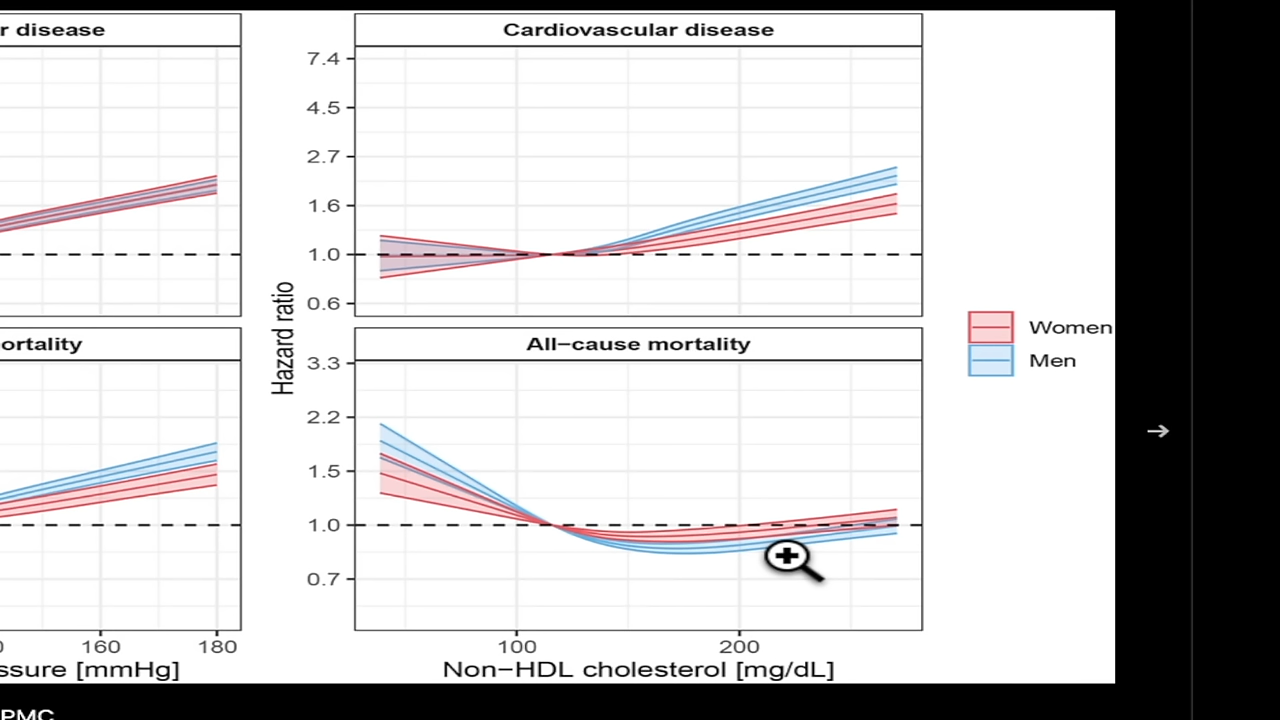 r disease
Cardiovascular disease
7.4
4.5
2.7
1.6
1.0
0.6
Hazard ratio
Women
Men
ortality
All−cause mortality
3.3
2.2
1.5
1.0
0.7
0
160
180
100
200
ssure [mmHg]
Non−HDL cholesterol [mg/dL]
PMC